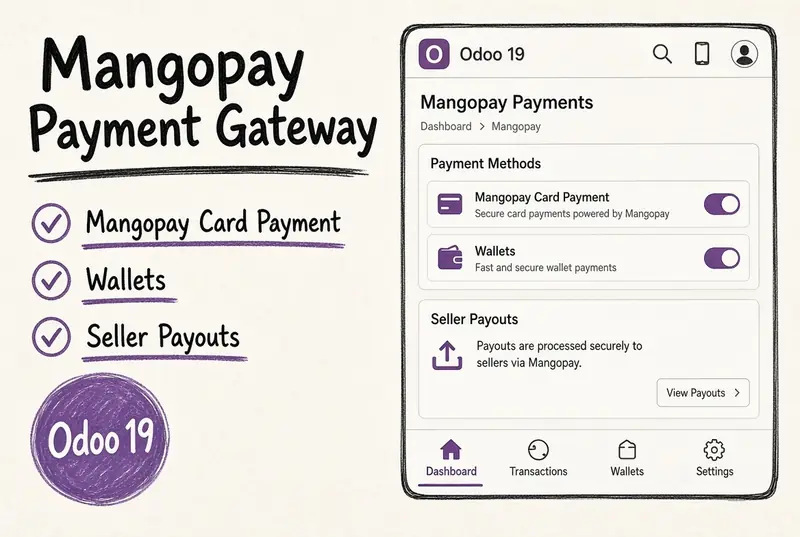 Mangopay
Payment Gateway
Mangopay Card Payment
Wallets
Seller Payouts
Odoo 19
O Odoo 19
Mangopay Payments
Dashboard > Mangopay
Payment Methods
Mangopay Card Payment
Secure card payments powered by Mangopay
Wallets
Fast and secure wallet payments
Seller Payouts
Payouts are processed securely to
sellers via Mangopay.
View Payouts >
Dashboard Transactions Wallets Settings